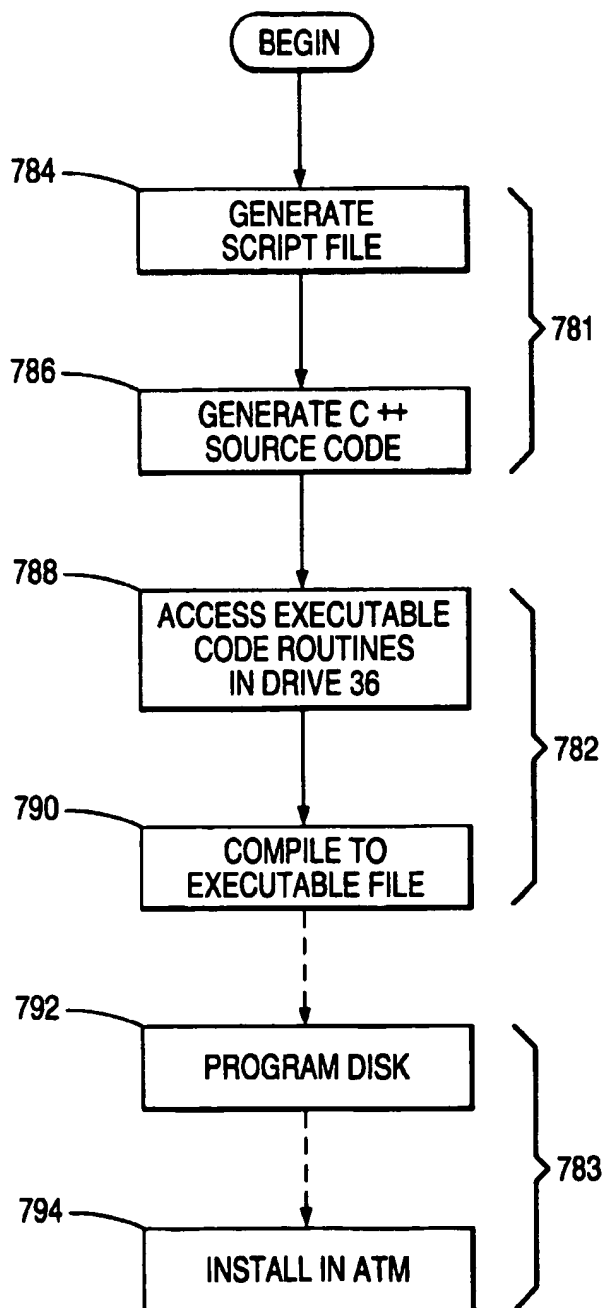 BEGIN
784
GENERATE
SCRIPT FILE
781
786
GENERATE C ++
SOURCE CODE
788
ACCESS EXECUTABLE
CODE ROUTINES
IN DRIVE 36
782
790
COMPILE TO
EXECUTABLE FILE
792
PROGRAM DISK
783
794
INSTALL IN ATM